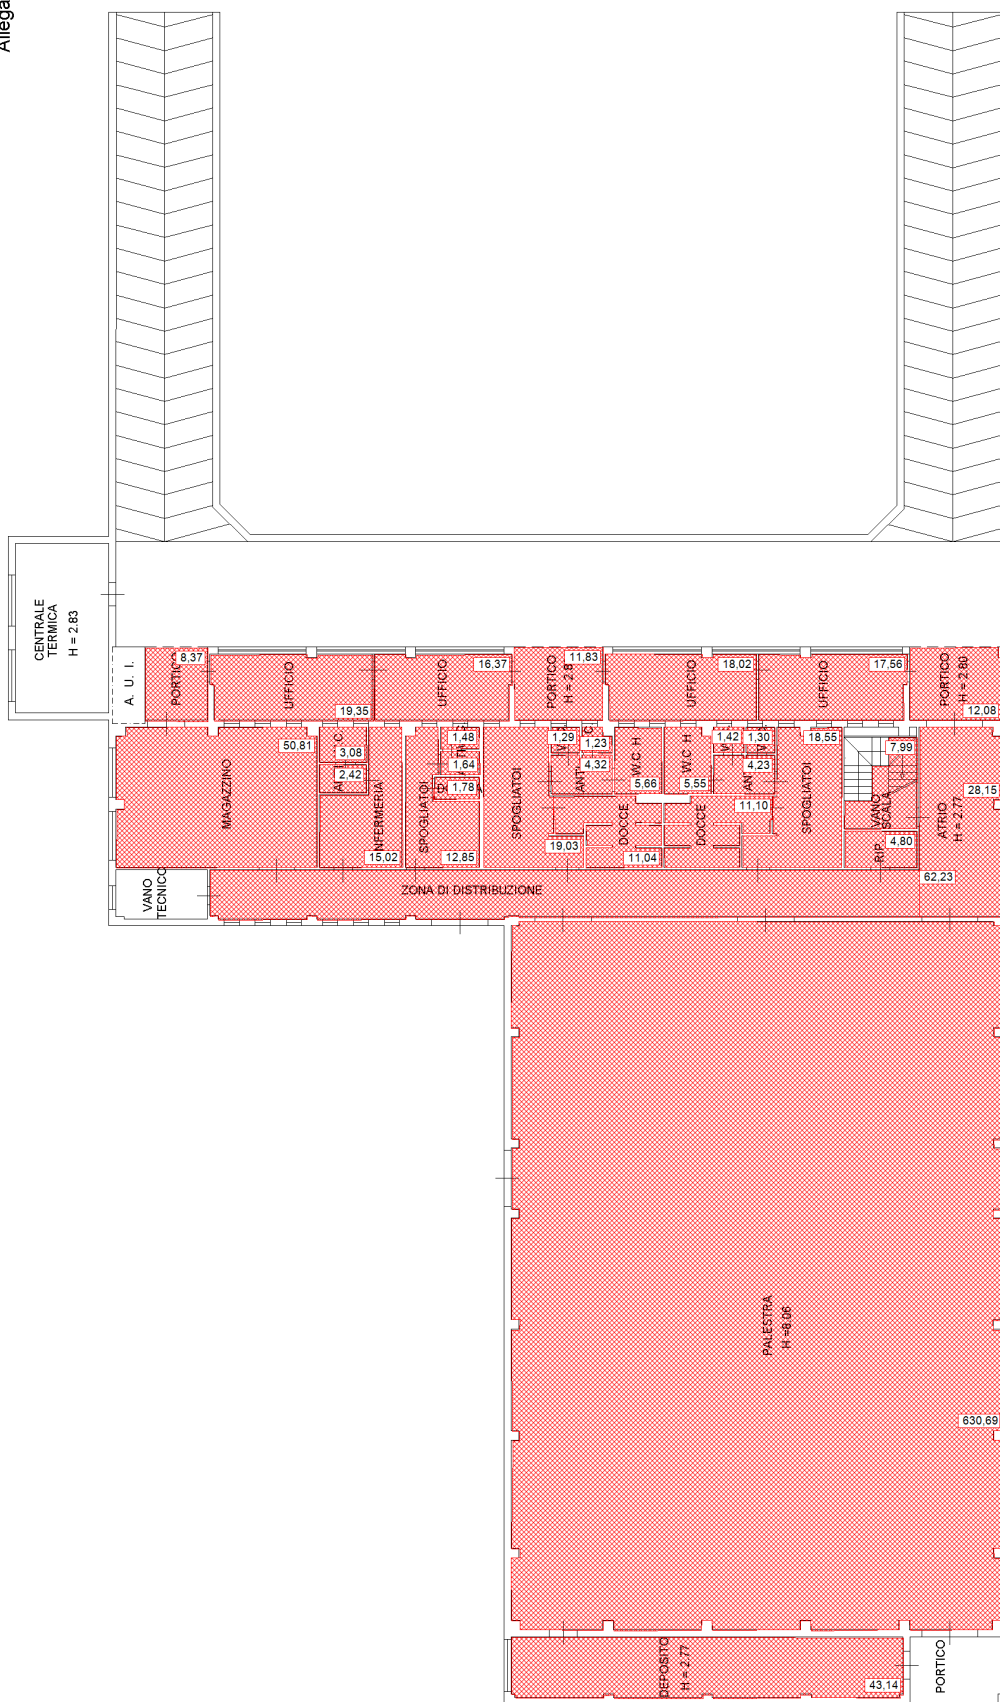 Allega
CENTRALE
TERMICA
H = 2.83
A. U. I.
PORTICO
8,37
UFFICIO
19,35
UFFICIO
16,37
PORTICO
H = 2.8
11,83
UFFICIO
18,02
UFFICIO
17,56
PORTICO
H = 2.80
12,08
MAGAZZINO
50,81
3,08
2,42
NFERMERIA
15,02
SPOGLIATOI
12,85
1,48
1,64
1,78
SPOGLIATOI
19,03
1,29
1,23
ANT
4,32
W.C. H
5,66
DOCCE
11,04
W.C. H
5,55
1,42
1,30
4,23
DOCCE
11,10
SPOGLIATOI
18,55
VANO
SCALA
7,99
RIP.
4,80
ATRIO
H = 2.77
28,15
VANO
TECNICO
ZONA DI DISTRIBUZIONE
62,23
PALESTRA
H =8.06
630,69
DEPOSITO
H = 2.77
43,14
PORTICO